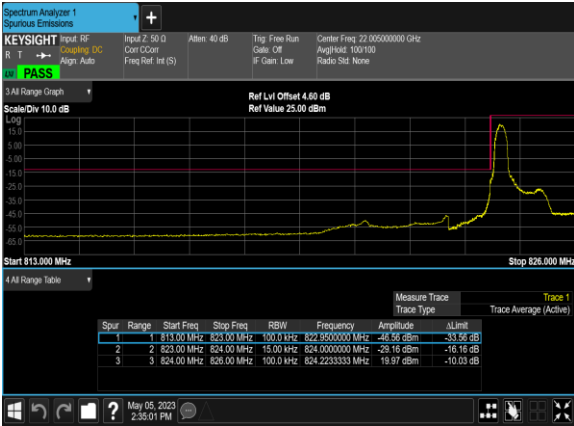 Spectrum Analyzer 1
Spurious Emissions
+
KEYSIGHT Input: RF Input Z: 50 Ω Atten: 40 dB Trig: Free Run Center Freq: 22.005000000 GHz
R T Coupling: DC Corr CCorr Gate: Off Avg|Hold: 100/100
Align: Auto Freq Ref: Int (S) IF Gain: Low Radio Std: None
LW PASS
3 All Range Graph
Ref Lvl Offset 4.60 dB
Scale/Div 10.0 dB Ref Value 25.00 dBm
Log
15.0
5.00
-5.00
-15.0
-25.0
-35.0
-45.0
-55.0
-65.0
Start 813.000 MHz Stop 826.000 MHz
4 All Range Table
Measure Trace Trace 1
Trace Type Trace Average (Active)
Spur Range Start Freq Stop Freq RBW Frequency Amplitude ΔLimit
1 1 813.00 MHz 823.00 MHz 100.0 kHz 822.9500000 MHz -46.56 dBm -33.56 dB
2 2 823.00 MHz 824.00 MHz 15.00 kHz 824.0000000 MHz -29.16 dBm -16.16 dB
3 3 824.00 MHz 826.00 MHz 100.0 kHz 824.2233333 MHz 19.97 dBm -10.03 dB
? May 05, 2023
2:35:01 PM